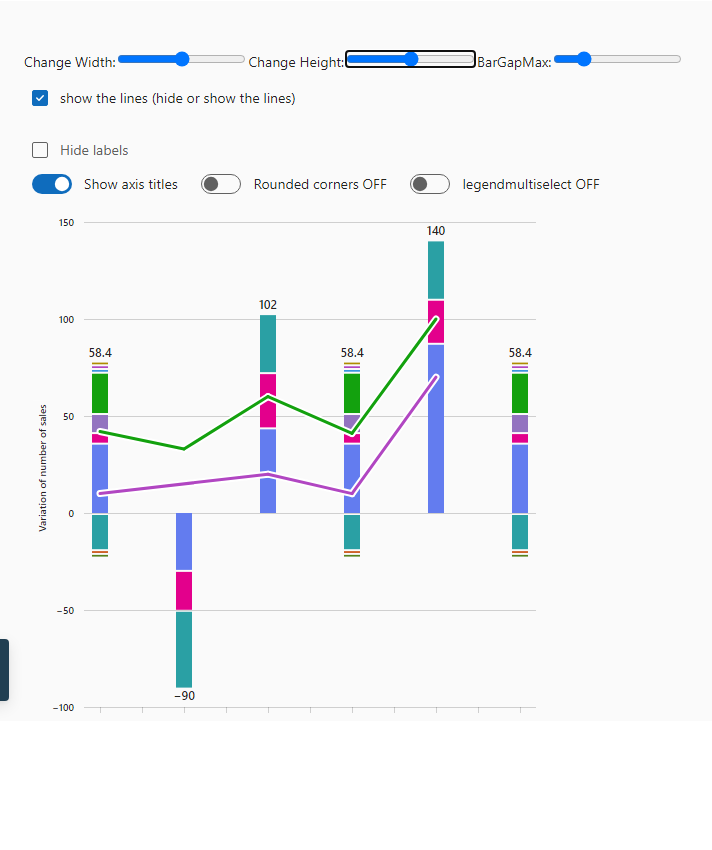 Change Width: Change Height: BarGapMax:
show the lines (hide or show the lines)
Hide labels
Show axis titles Rounded corners OFF legendmultiselect OFF
150
140
102
100
58.4 58.4 58.4
50
Variation of number of sales
0
−50
−90
−100